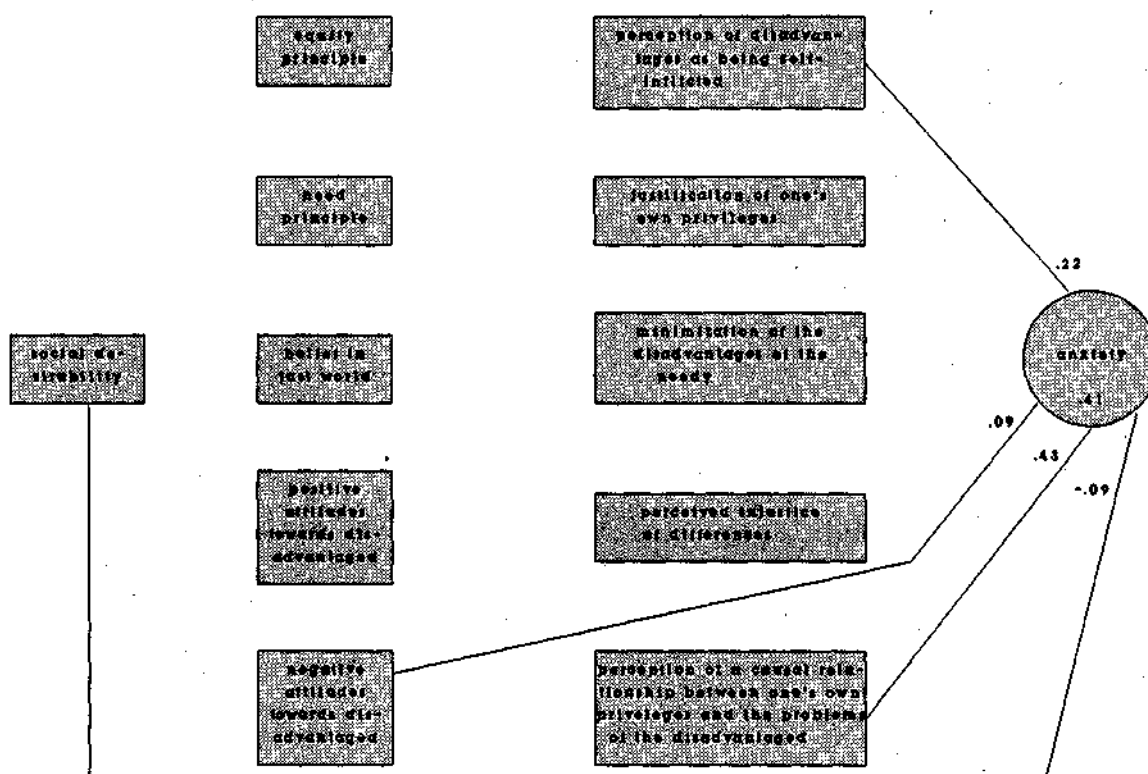 equity
principle
perception of disadvan-
tages as being self-
inflicted
need
principle
justification of one's
own privileges
.22
social de-
sirability
belief in
just world
minimization of the
disadvantages of the
needy
anxiety
.41
.09
.43
-.09
positive
attitudes
towards dis-
advantaged
perceived injustice
of differences
negative
attitudes
towards dis-
advantaged
perception of a causal rela-
tionship between one's own
priveleges and the problems
of the disadvantaged